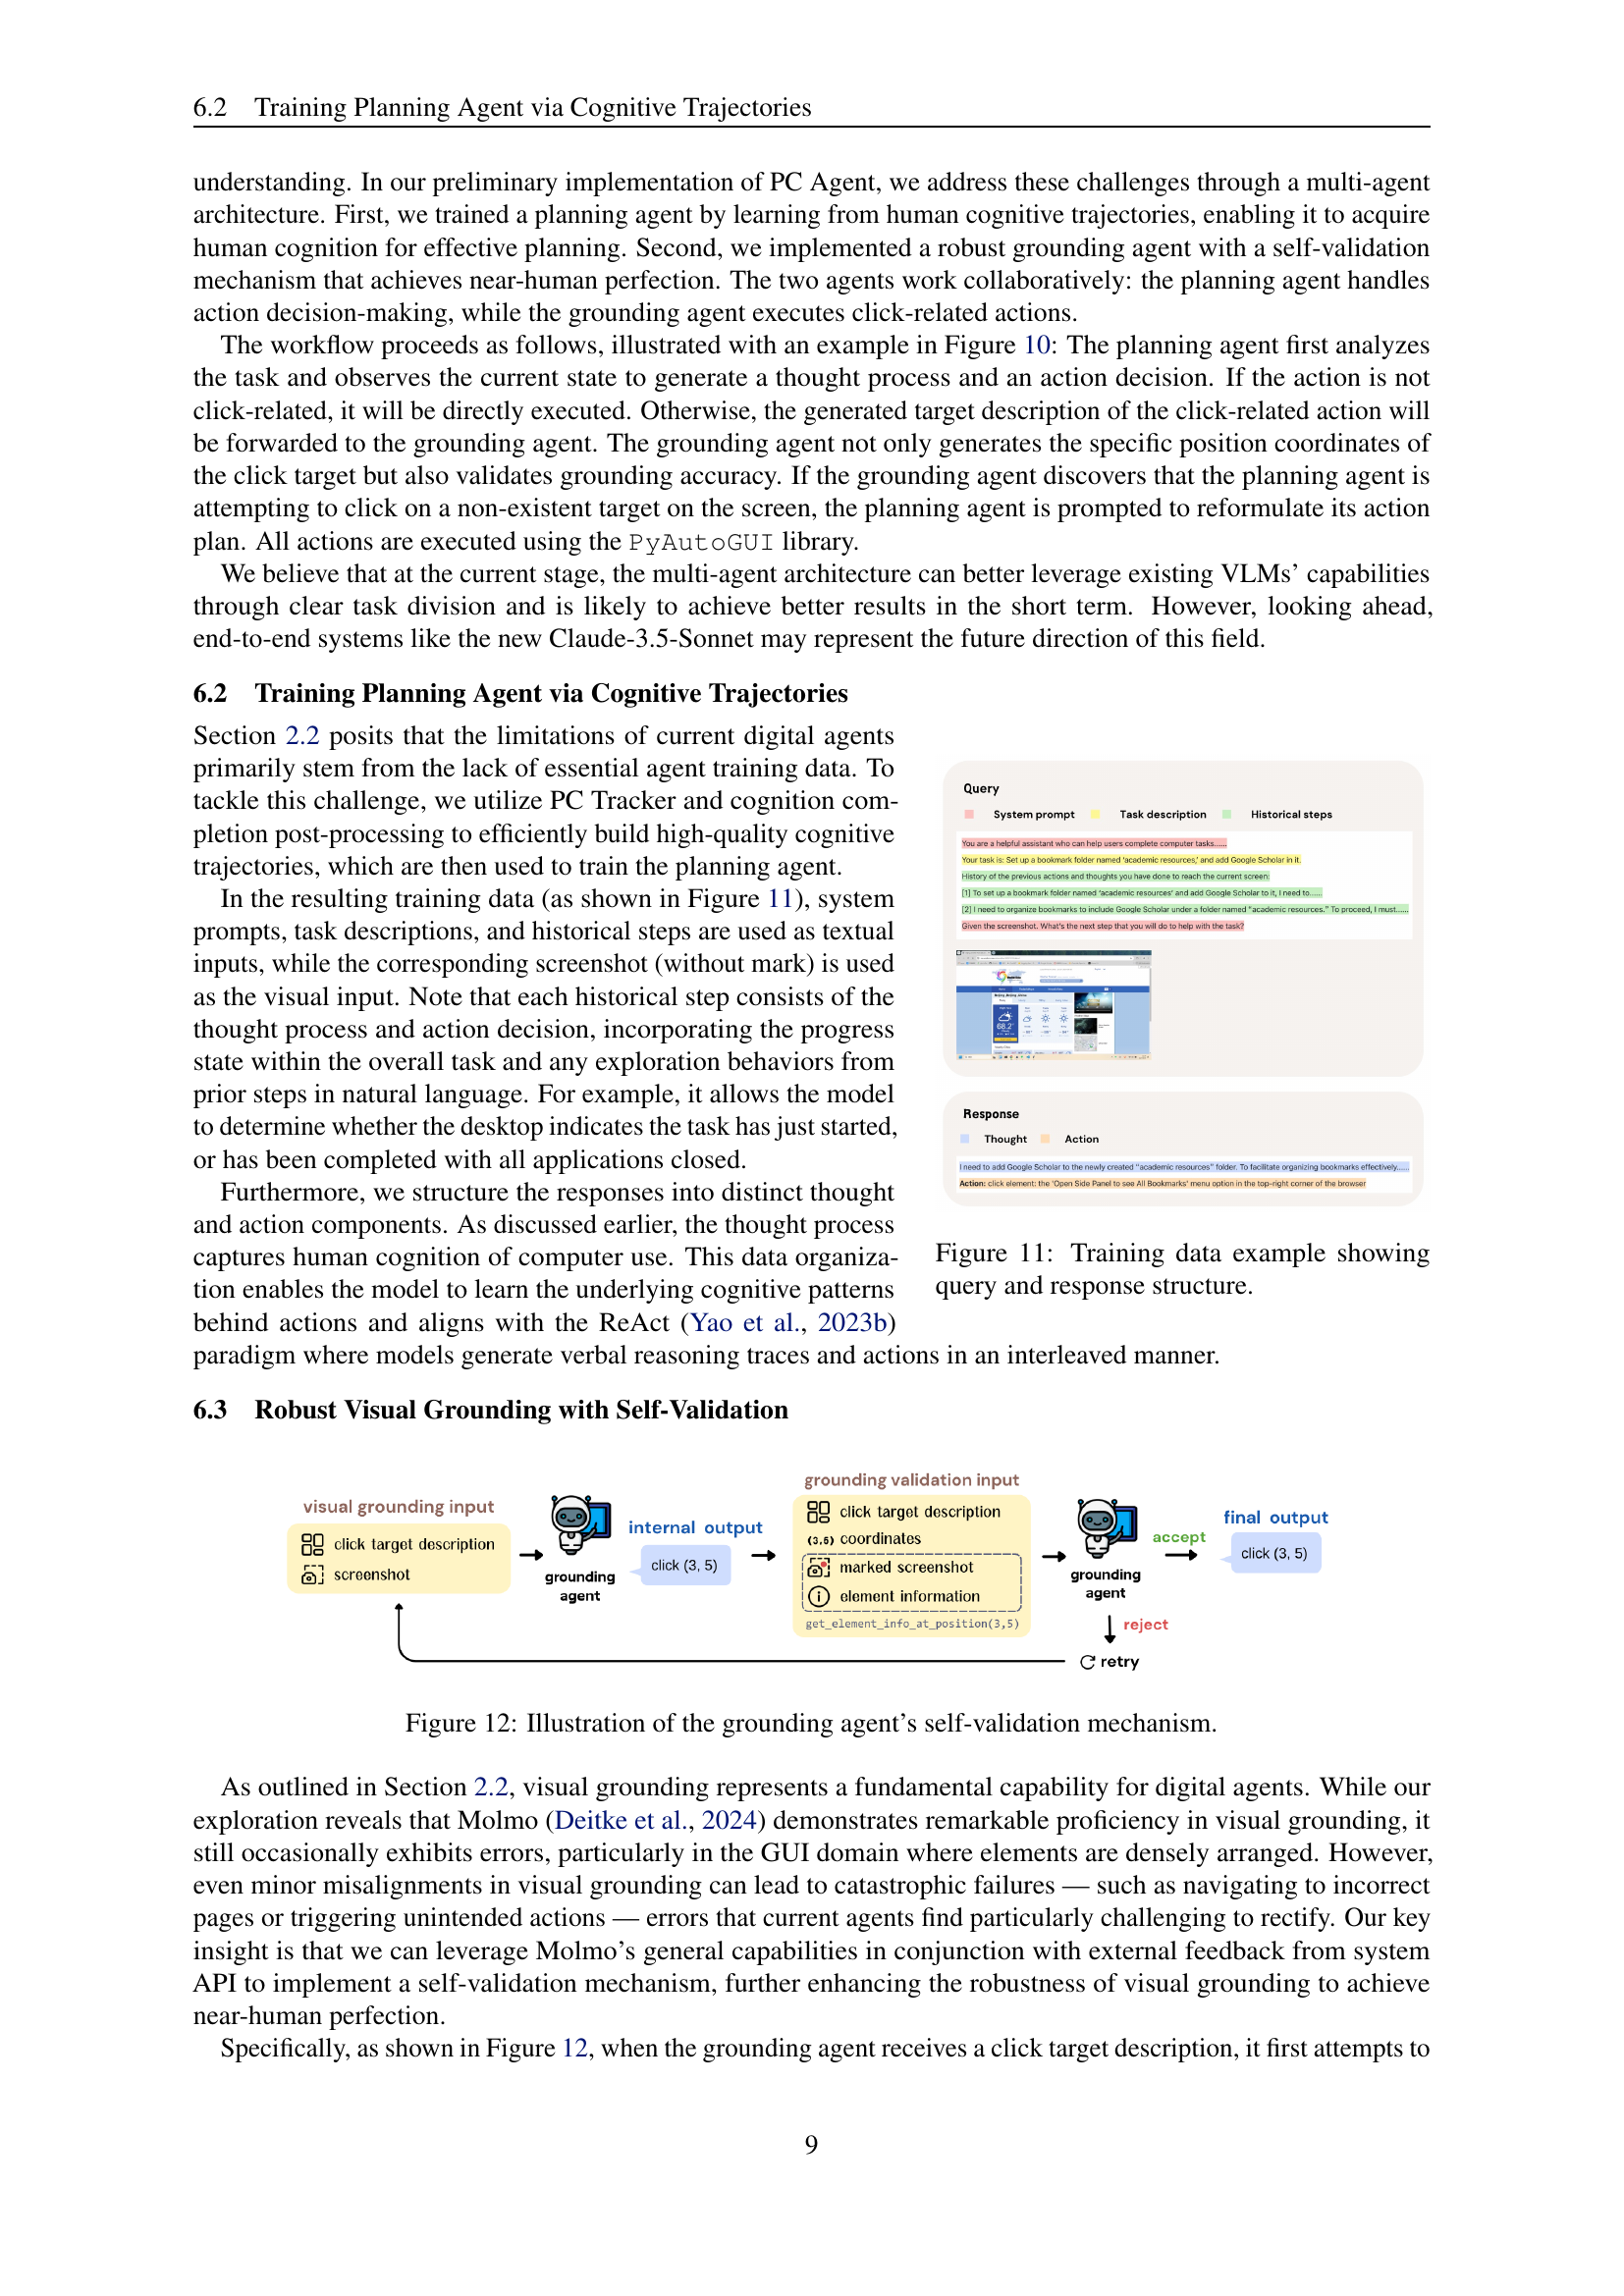 6.2 Training Planning Agent via Cognitive Trajectories
understanding. In our preliminary implementation of PC Agent, we address these challenges through a multi-agent
architecture. First, we trained a planning agent by learning from human cognitive trajectories, enabling it to acquire
human cognition for effective planning. Second, we implemented a robust grounding agent with a self-validation
mechanism that achieves near-human perfection. The two agents work collaboratively: the planning agent handles
action decision-making, while the grounding agent executes click-related actions.
The workflow proceeds as follows, illustrated with an example in Figure 10: The planning agent first analyzes
the task and observes the current state to generate a thought process and an action decision. If the action is not
click-related, it will be directly executed. Otherwise, the generated target description of the click-related action will
be forwarded to the grounding agent. The grounding agent not only generates the specific position coordinates of
the click target but also validates grounding accuracy. If the grounding agent discovers that the planning agent is
attempting to click on a non-existent target on the screen, the planning agent is prompted to reformulate its action
plan. All actions are executed using the PyAutoGUI library.
We believe that at the current stage, the multi-agent architecture can better leverage existing VLMs' capabilities
through clear task division and is likely to achieve better results in the short term. However, looking ahead,
end-to-end systems like the new Claude-3.5-Sonnet may represent the future direction of this field.
6.2 Training Planning Agent via Cognitive Trajectories
Section 2.2 posits that the limitations of current digital agents
primarily stem from the lack of essential agent training data. To
tackle this challenge, we utilize PC Tracker and cognition com-
pletion post-processing to efficiently build high-quality cognitive
trajectories, which are then used to train the planning agent.
In the resulting training data (as shown in Figure 11), system
prompts, task descriptions, and historical steps are used as textual
inputs, while the corresponding screenshot (without mark) is used
as the visual input. Note that each historical step consists of the
thought process and action decision, incorporating the progress
state within the overall task and any exploration behaviors from
prior steps in natural language. For example, it allows the model
to determine whether the desktop indicates the task has just started,
or has been completed with all applications closed.
Furthermore, we structure the responses into distinct thought
and action components. As discussed earlier, the thought process
captures human cognition of computer use. This data organiza-
tion enables the model to learn the underlying cognitive patterns
behind actions and aligns with the ReAct (Yao et al., 2023b)
paradigm where models generate verbal reasoning traces and actions in an interleaved manner.
Query
System prompt Task description Historical steps
You are a helpful assistant who can help users complete computer tasks......
Your task is: Set up a bookmark folder named 'academic resources,' and add Google Scholar in it.
History of the previous actions and thoughts you have done to reach the current screen:
[1] To set up a bookmark folder named 'academic resources' and add Google Scholar to it, I need to......
[2] I need to organize bookmarks to include Google Scholar under a folder named "academic resources." To proceed, I must......
Given the screenshot. What's the next step that you will do to help with the task?
68.2°
Response
Thought Action
I need to add Google Scholar to the newly created "academic resources" folder. To facilitate organizing bookmarks effectively......
Action: click element: the 'Open Side Panel to see All Bookmarks' menu option in the top-right corner of the browser
Figure 11: Training data example showing
query and response structure.
6.3 Robust Visual Grounding with Self-Validation
visual grounding input
click target description
screenshot
grounding
agent
internal output
click (3, 5)
grounding validation input
click target description
(3,5) coordinates
marked screenshot
element information
get_element_info_at_position(3,5)
grounding
agent
accept
reject
retry
final output
click (3, 5)
Figure 12: Illustration of the grounding agent's self-validation mechanism.
As outlined in Section 2.2, visual grounding represents a fundamental capability for digital agents. While our
exploration reveals that Molmo (Deitke et al., 2024) demonstrates remarkable proficiency in visual grounding, it
still occasionally exhibits errors, particularly in the GUI domain where elements are densely arranged. However,
even minor misalignments in visual grounding can lead to catastrophic failures — such as navigating to incorrect
pages or triggering unintended actions — errors that current agents find particularly challenging to rectify. Our key
insight is that we can leverage Molmo's general capabilities in conjunction with external feedback from system
API to implement a self-validation mechanism, further enhancing the robustness of visual grounding to achieve
near-human perfection.
Specifically, as shown in Figure 12, when the grounding agent receives a click target description, it first attempts to
9